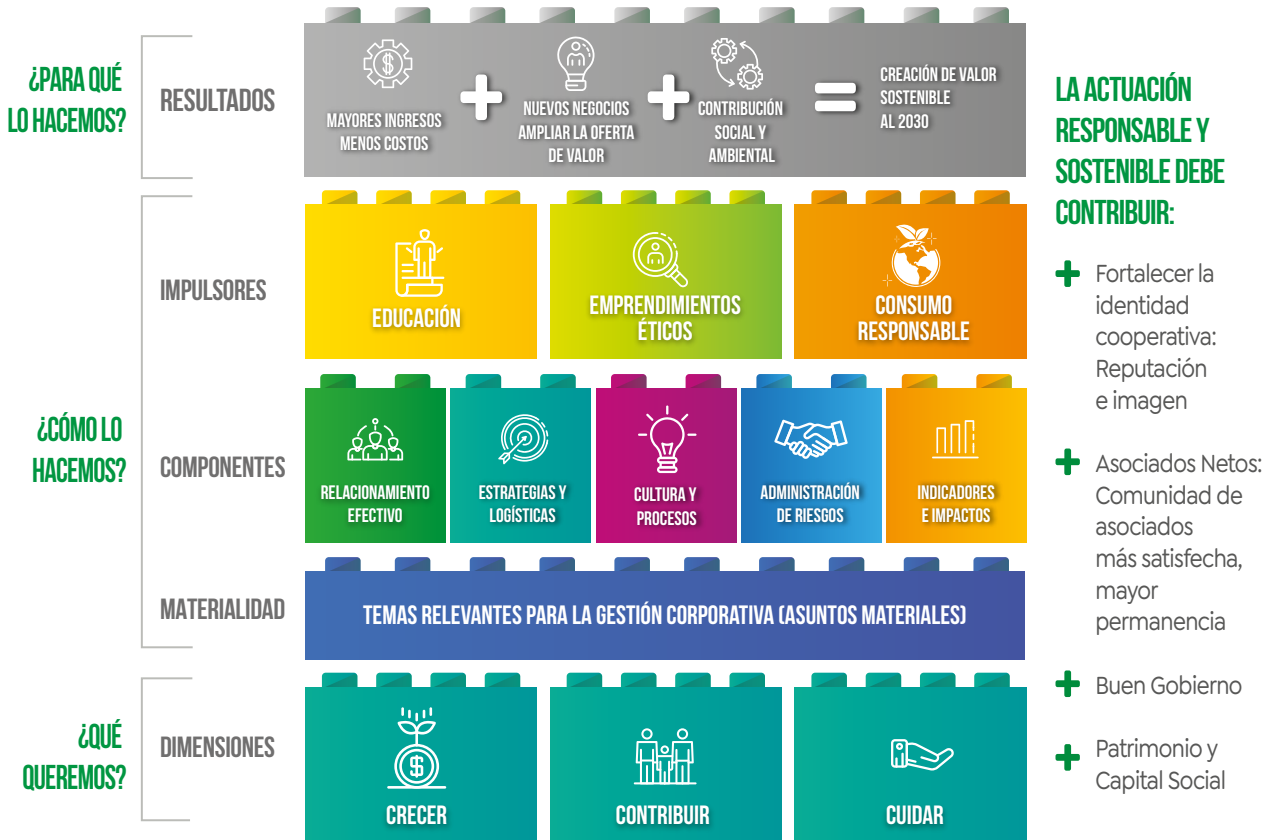 ¿PARA QUÉ
LO HACEMOS?
RESULTADOS
MAYORES INGRESOS
MENOS COSTOS
NUEVOS NEGOCIOS
AMPLIAR LA OFERTA
DE VALOR
CONTRIBUCIÓN
SOCIAL Y
AMBIENTAL
CREACIÓN DE VALOR
SOSTENIBLE
AL 2030
¿CÓMO LO
HACEMOS?
IMPULSORES
EDUCACIÓN
EMPRENDIMIENTOS
ÉTICOS
CONSUMO
RESPONSABLE
COMPONENTES
RELACIONAMIENTO
EFECTIVO
ESTRATEGIAS Y
LOGÍSTICAS
CULTURA Y
PROCESOS
ADMINISTRACIÓN
DE RIESGOS
INDICADORES
E IMPACTOS
MATERIALIDAD
TEMAS RELEVANTES PARA LA GESTIÓN CORPORATIVA (ASUNTOS MATERIALES)
¿QUÉ
QUEREMOS?
DIMENSIONES
CRECER
CONTRIBUIR
CUIDAR
LA ACTUACIÓN
RESPONSABLE Y
SOSTENIBLE DEBE
CONTRIBUIR:
Fortalecer la
identidad
cooperativa:
Reputación
e imagen
Asociados Netos:
Comunidad de
asociados
más satisfecha,
mayor
permanencia
Buen Gobierno
Patrimonio y
Capital Social